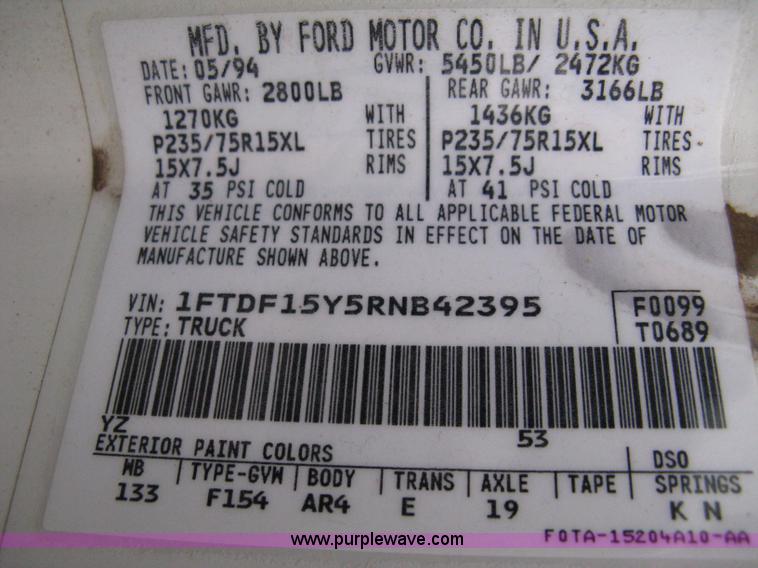 MFD. BY FORD MOTOR CO. IN U.S.A.
DATE: 05/94 GVWR: 5450LB/ 2472KG
FRONT GAWR: 2800LB REAR GAWR: 3166LB
1270KG WITH 1436KG WITH
P235/75R15XL TIRES P235/75R15XL TIRES
15X7.5J RIMS 15X7.5J RIMS
AT 35 PSI COLD AT 41 PSI COLD
THIS VEHICLE CONFORMS TO ALL APPLICABLE FEDERAL MOTOR
VEHICLE SAFETY STANDARDS IN EFFECT ON THE DATE OF
MANUFACTURE SHOWN ABOVE.
VIN: 1FTDF15Y5RNB42395 F0099
TYPE: TRUCK T0689
YZ 53
EXTERIOR PAINT COLORS DSO
WB TYPE-GVW BODY TRANS AXLE TAPE SPRINGS
133 F154 AR4 E 19 K N
F0TA-15204A10-AA
www.purplewave.com